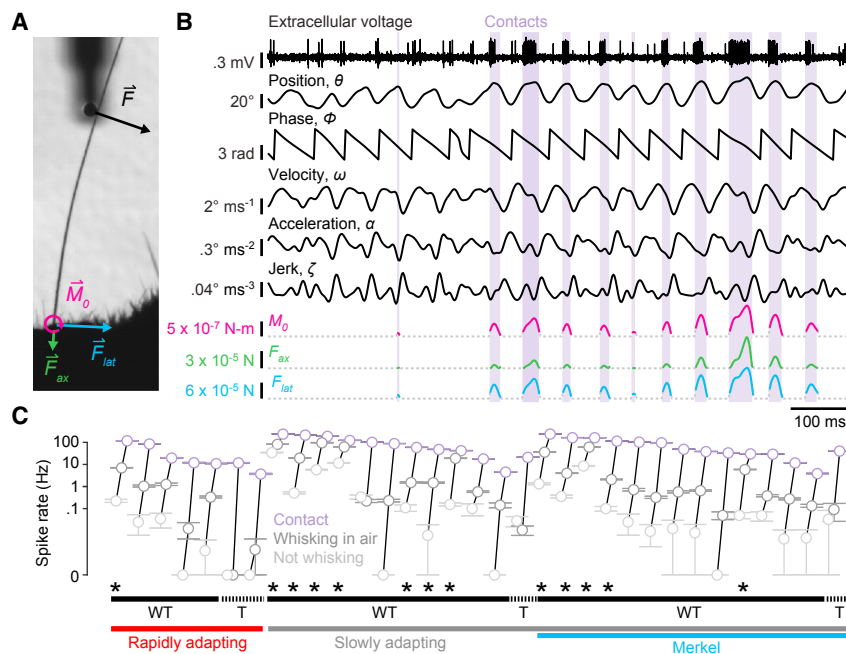 A
F
M0
Fax
Flat
B
Extracellular voltage
Contacts
.3 mV
Position, θ
20°
Phase, Φ
3 rad
Velocity, ω
2° ms-1
Acceleration, α
.3° ms-2
Jerk, ζ
.04° ms-3
5 x 10-7 N-m
M0
3 x 10-5 N
Fax
6 x 10-5 N
Flat
100 ms
C
Spike rate (Hz)
100
10
1
.1
0
Contact
Whisking in air
Not whisking
* * * * * * * * * * * * *
WT T WT T WT T
Rapidly adapting Slowly adapting
Merkel